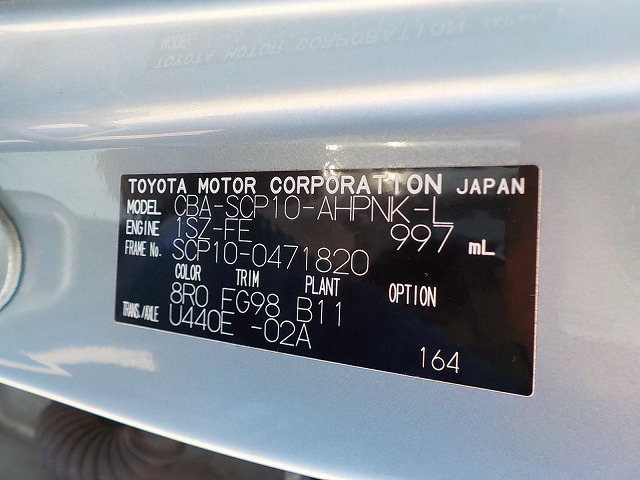 TOYOTA MOTOR CORPORATION JAPAN
MODEL CBA-SCP10-AHPNK-L
ENGINE 1SZ-FE 997 mL
FRAME No. SCP10-0471820
COLOR TRIM PLANT OPTION
8R0 FG98 B11
TRANS./AXLE U440E -02A
164